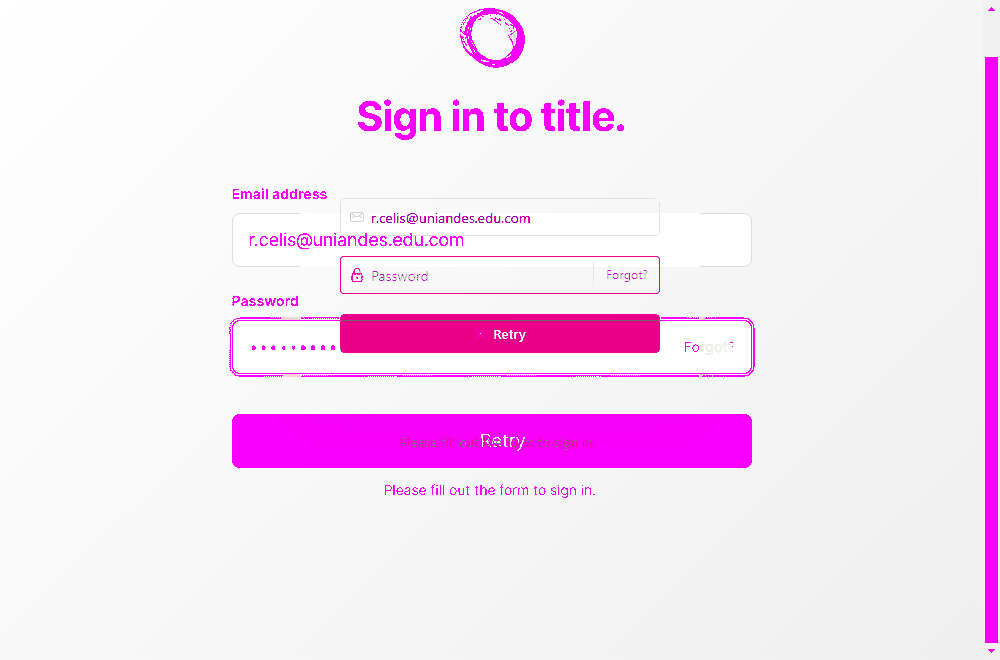 Sign in to title.
Email address
r.celis@uniandes.edu.com
r.celis@uniandes.edu.com
Password Forgot?
Password
Retry
Forgot?
Retry
Please fill out the form to sign in.